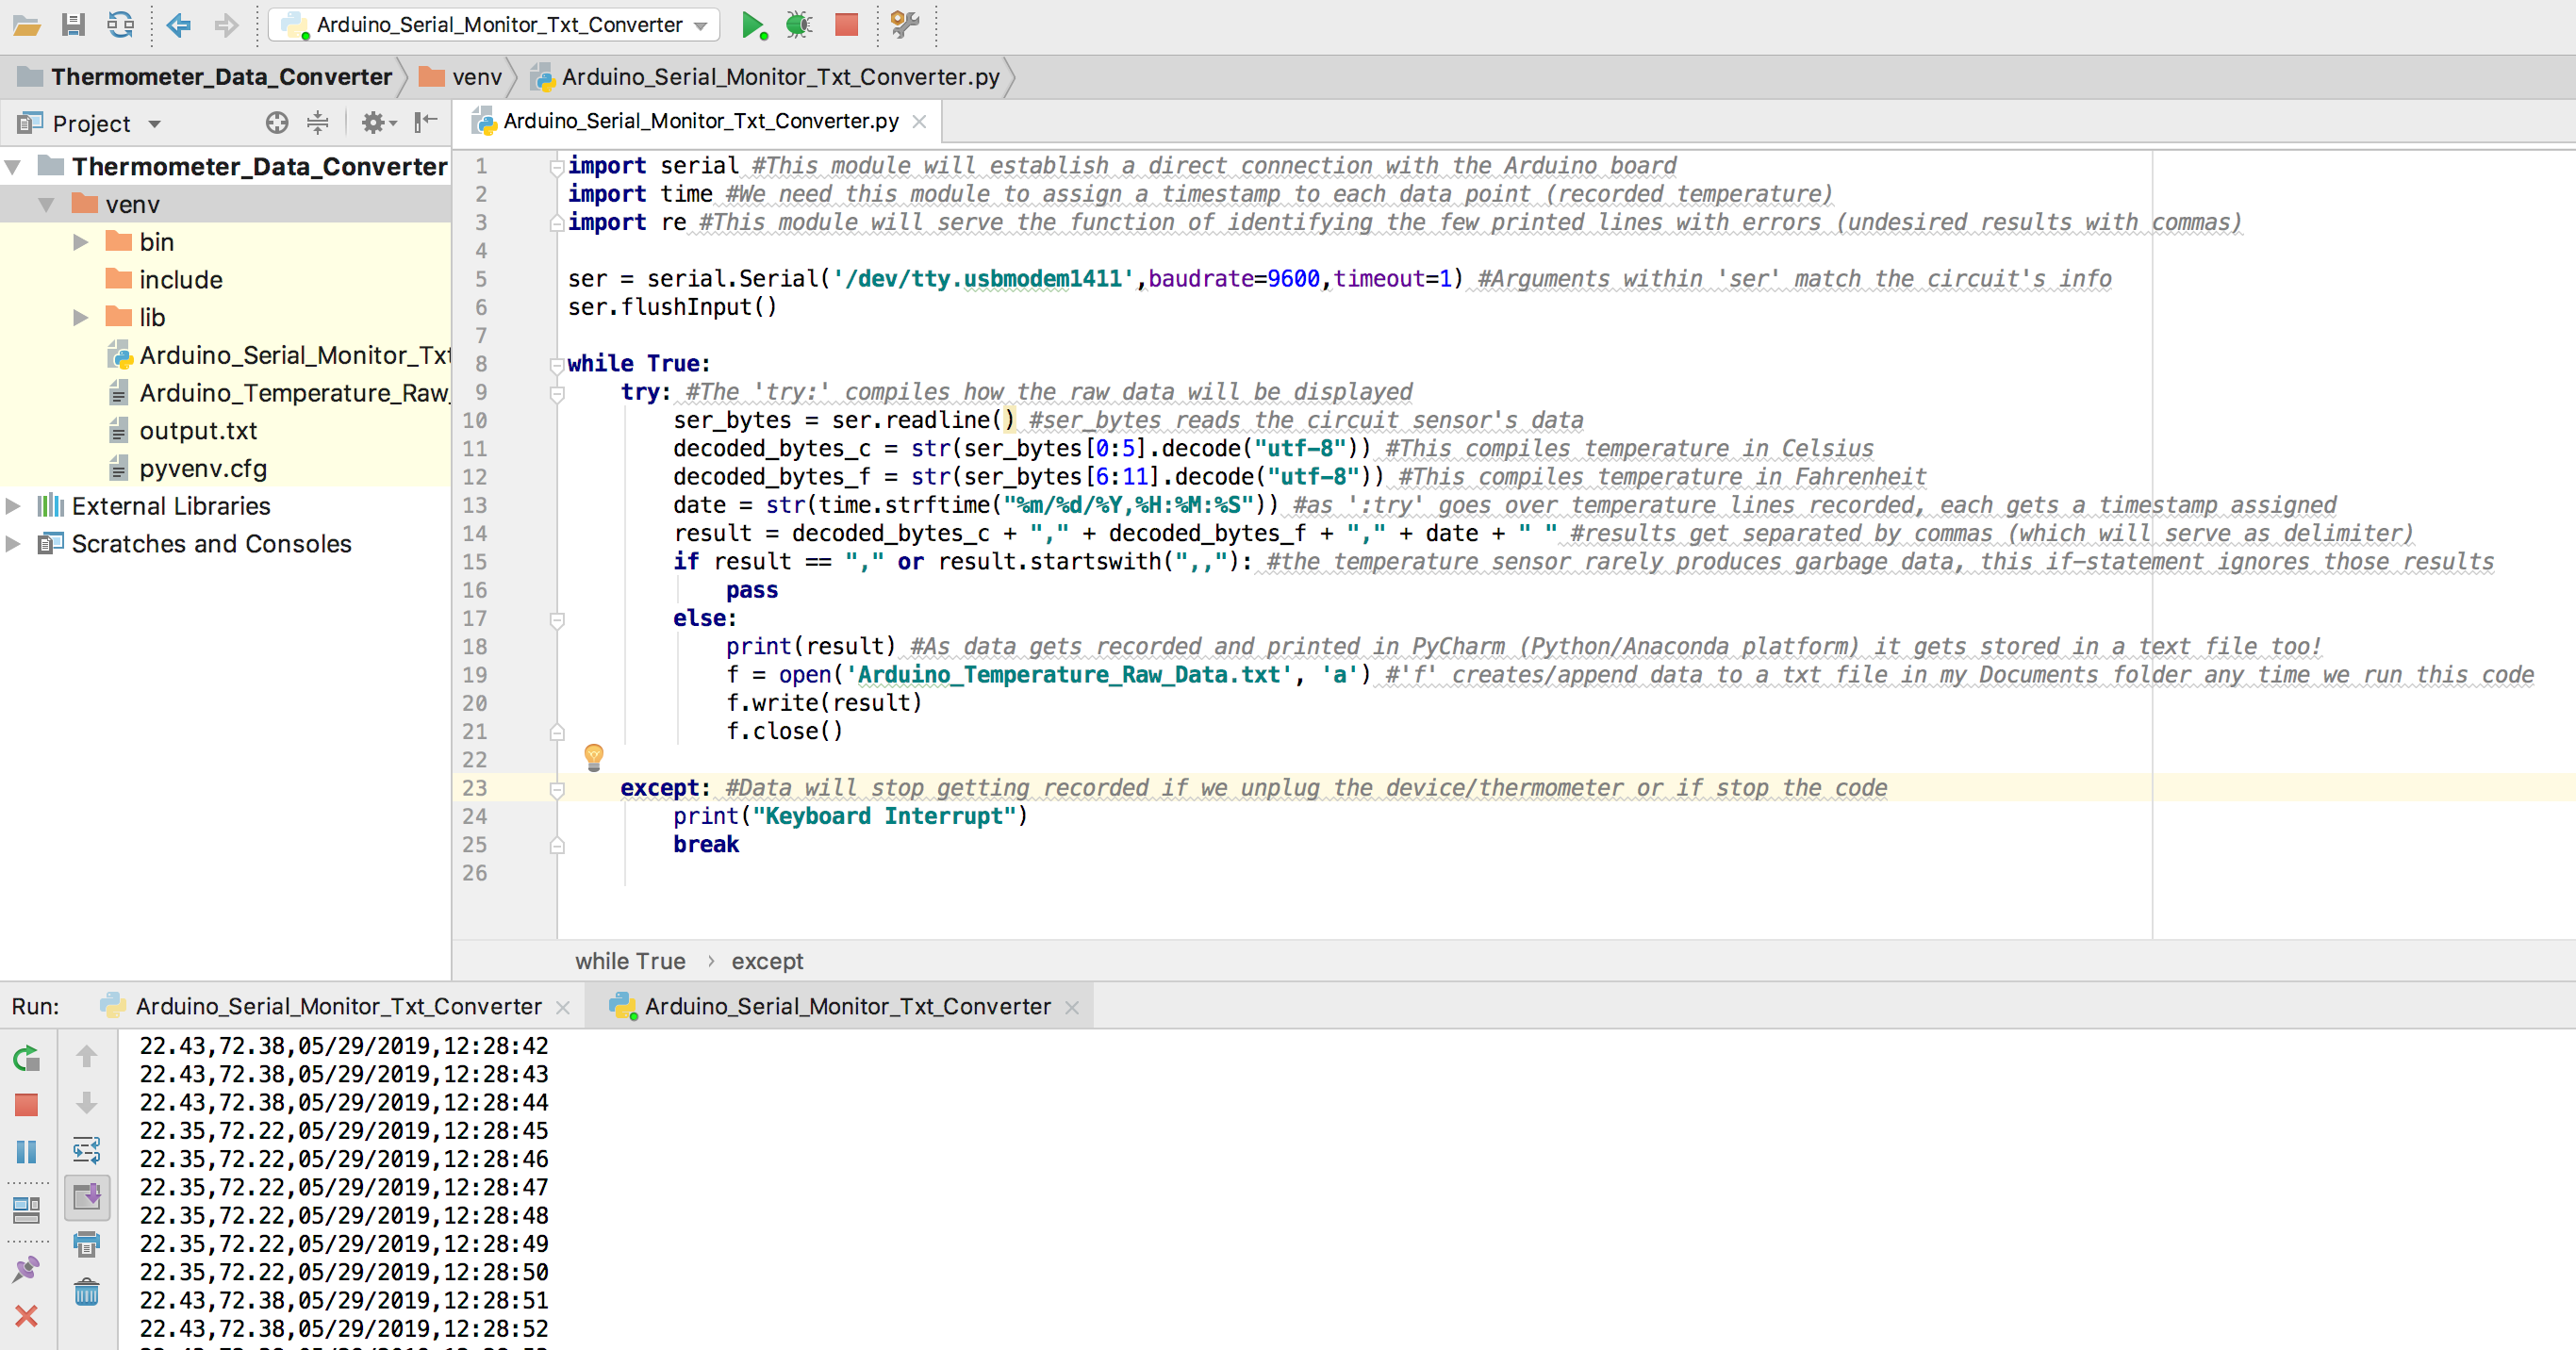 Arduino_Serial_Monitor_Txt_Converter
Thermometer_Data_Converter venv Arduino_Serial_Monitor_Txt_Converter.py
Project
Arduino_Serial_Monitor_Txt_Converter.py
Thermometer_Data_Converter
venv
bin
include
lib
Arduino_Serial_Monitor_Txt
Arduino_Temperature_Raw_
output.txt
pyvenv.cfg
External Libraries
Scratches and Consoles
1 import serial #This module will establish a direct connection with the Arduino board
2 import time #We need this module to assign a timestamp to each data point (recorded temperature)
3 import re #This module will serve the function of identifying the few printed lines with errors (undesired results with commas)
4
5 ser = serial.Serial('/dev/tty.usbmodem1411',baudrate=9600,timeout=1) #Arguments within 'ser' match the circuit's info
6 ser.flushInput()
7
8 while True:
9 try: #The 'try:' compiles how the raw data will be displayed
10 ser_bytes = ser.readline() #ser_bytes reads the circuit sensor's data
11 decoded_bytes_c = str(ser_bytes[0:5].decode("utf-8")) #This compiles temperature in Celsius
12 decoded_bytes_f = str(ser_bytes[6:11].decode("utf-8")) #This compiles temperature in Fahrenheit
13 date = str(time.strftime("%m/%d/%Y,%H:%M:%S")) #as ':try' goes over temperature lines recorded, each gets a timestamp assigned
14 result = decoded_bytes_c + "," + decoded_bytes_f + "," + date + " " #results get separated by commas (which will serve as delimiter)
15 if result == "," or result.startswith(",,"): #the temperature sensor rarely produces garbage data, this if-statement ignores those results
16 pass
17 else:
18 print(result) #As data gets recorded and printed in PyCharm (Python/Anaconda platform) it gets stored in a text file too!
19 f = open('Arduino_Temperature_Raw_Data.txt', 'a') #'f' creates/append data to a txt file in my Documents folder any time we run this code
20 f.write(result)
21 f.close()
22
23 except: #Data will stop getting recorded if we unplug the device/thermometer or if stop the code
24 print("Keyboard Interrupt")
25 break
26
while True › except
Run: Arduino_Serial_Monitor_Txt_Converter Arduino_Serial_Monitor_Txt_Converter
22.43,72.38,05/29/2019,12:28:42
22.43,72.38,05/29/2019,12:28:43
22.43,72.38,05/29/2019,12:28:44
22.35,72.22,05/29/2019,12:28:45
22.35,72.22,05/29/2019,12:28:46
22.35,72.22,05/29/2019,12:28:47
22.35,72.22,05/29/2019,12:28:48
22.35,72.22,05/29/2019,12:28:49
22.35,72.22,05/29/2019,12:28:50
22.43,72.38,05/29/2019,12:28:51
22.43,72.38,05/29/2019,12:28:52